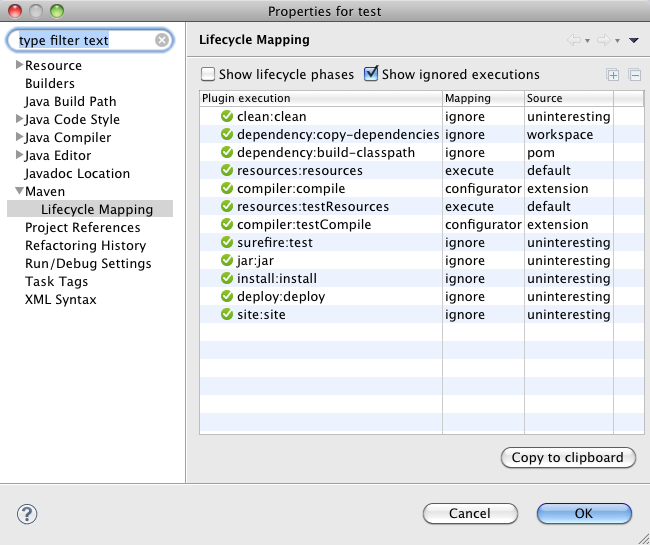 Properties for test
type filter text
Resource
Builders
Java Build Path
Java Code Style
Java Compiler
Java Editor
Javadoc Location
Maven
Lifecycle Mapping
Project References
Refactoring History
Run/Debug Settings
Task Tags
XML Syntax
Lifecycle Mapping
Show lifecycle phases Show ignored executions
Plugin execution Mapping Source
clean:clean ignore uninteresting
dependency:copy-dependencies ignore workspace
dependency:build-classpath ignore pom
resources:resources execute default
compiler:compile configurator extension
resources:testResources execute default
compiler:testCompile configurator extension
surefire:test ignore uninteresting
jar:jar ignore uninteresting
install:install ignore uninteresting
deploy:deploy ignore uninteresting
site:site ignore uninteresting
Copy to clipboard
? Cancel OK